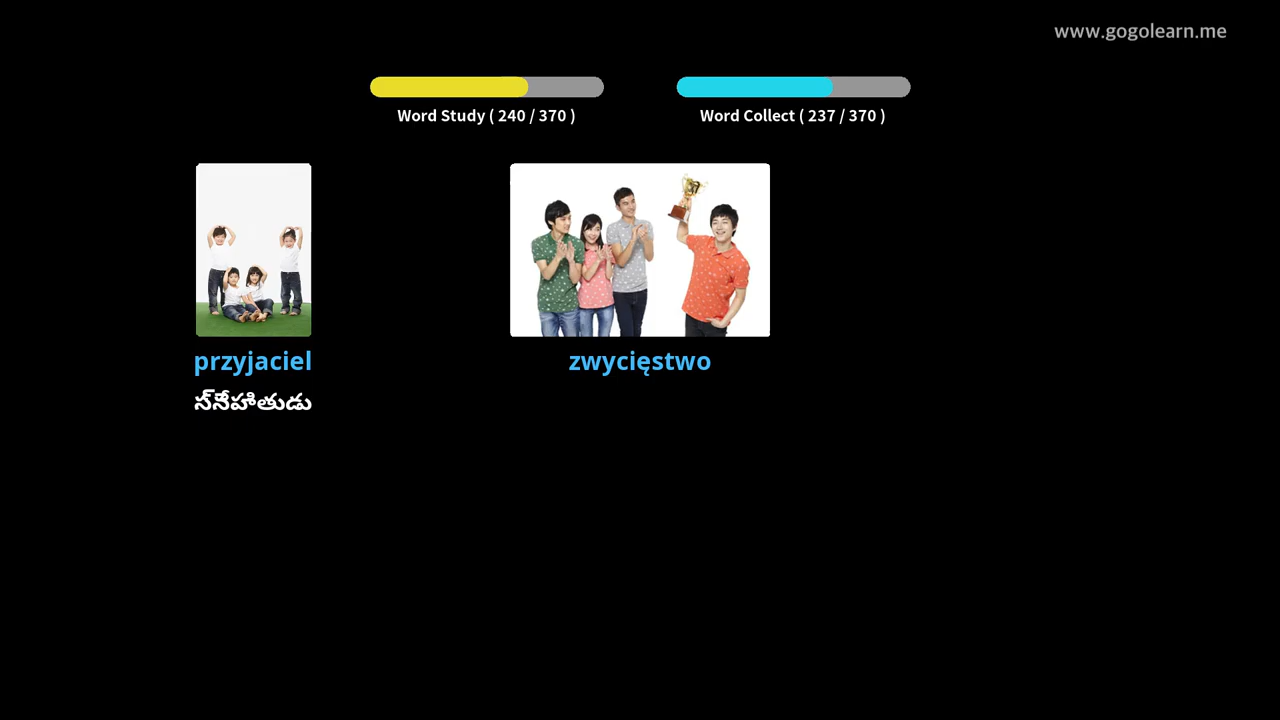 www.gogolearn.me
Word Study ( 240 / 370 )
Word Collect ( 237 / 370 )
przyjaciel
zwycięstwo
స్‌నేహితుడు